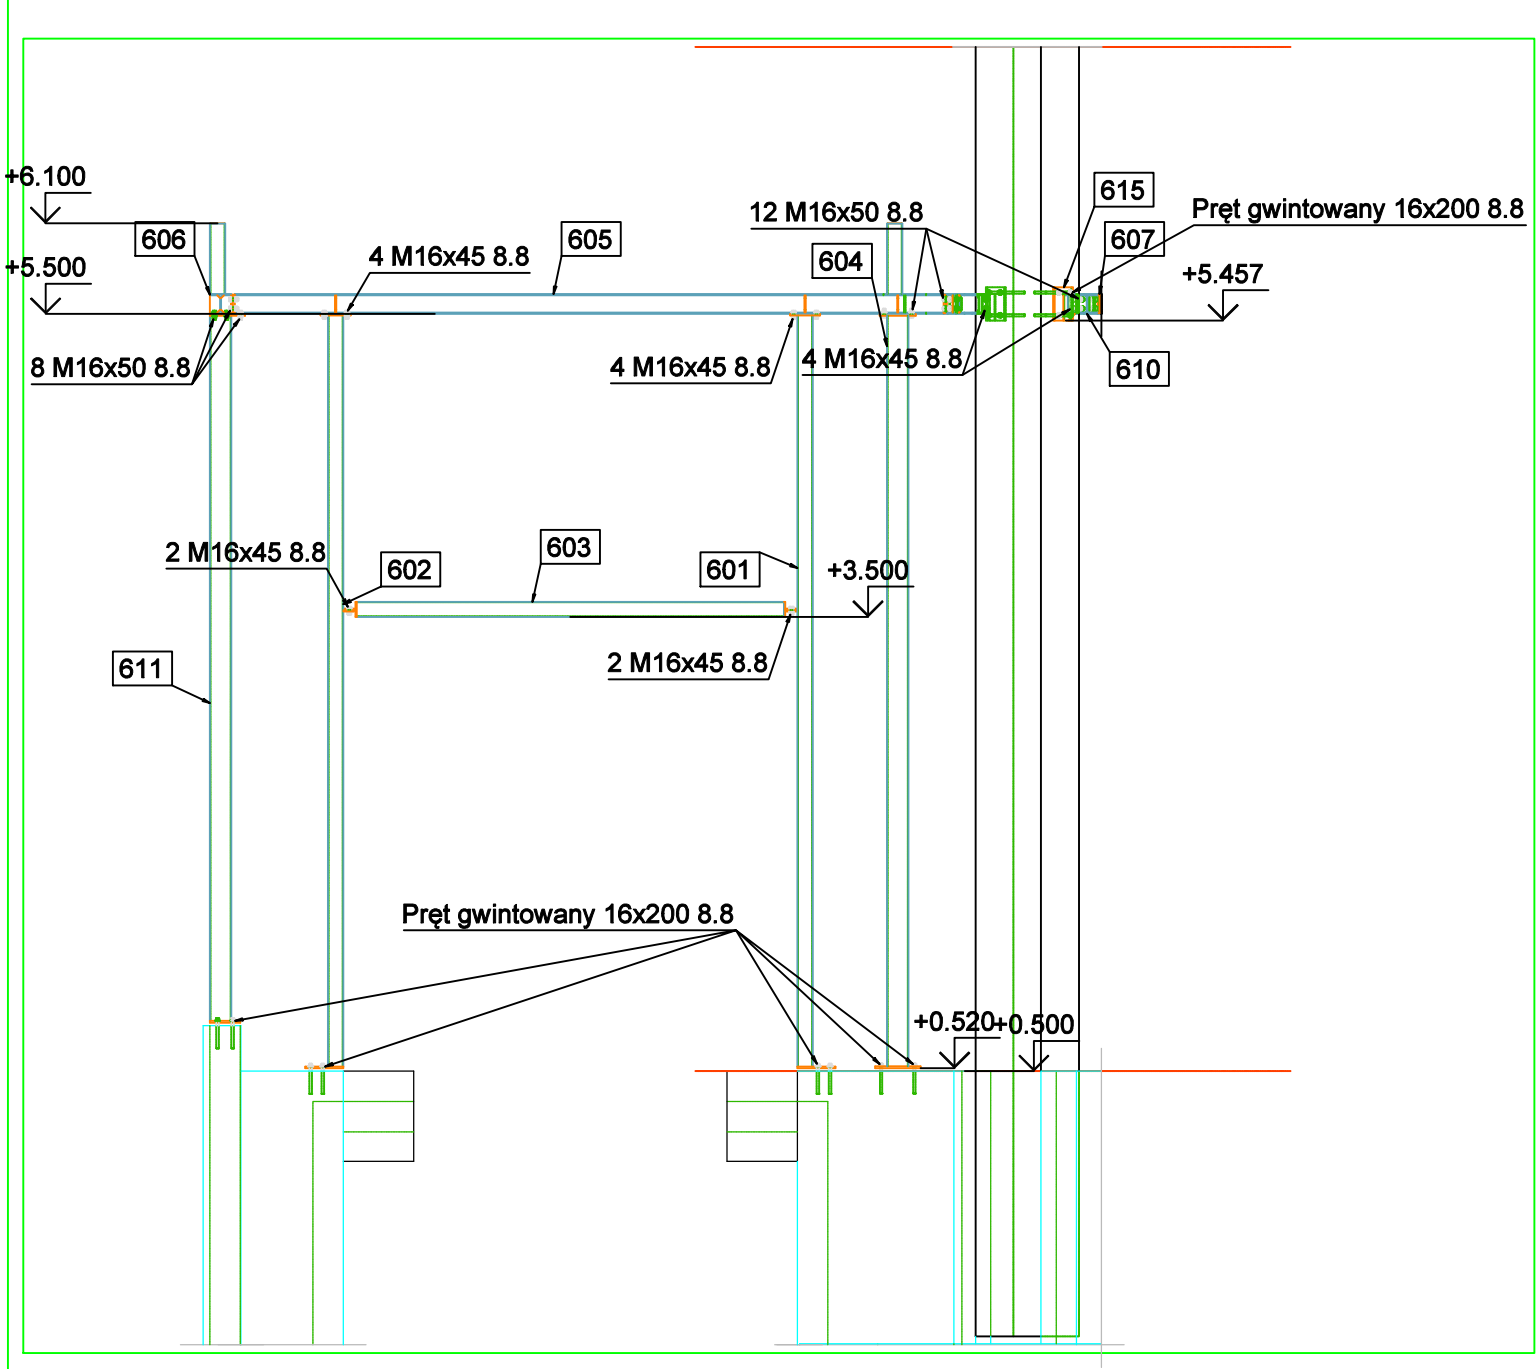 +6.100
615
12 M16x50 8.8
Pręt gwintowany 16x200 8.8
606
605
607
4 M16x45 8.8
604
+5.500
+5.457
8 M16x50 8.8
4 M16x45 8.8
4 M16x45 8.8
610
2 M16x45 8.8
603
602
601
+3.500
2 M16x45 8.8
611
Pręt gwintowany 16x200 8.8
+0.520
+0.500